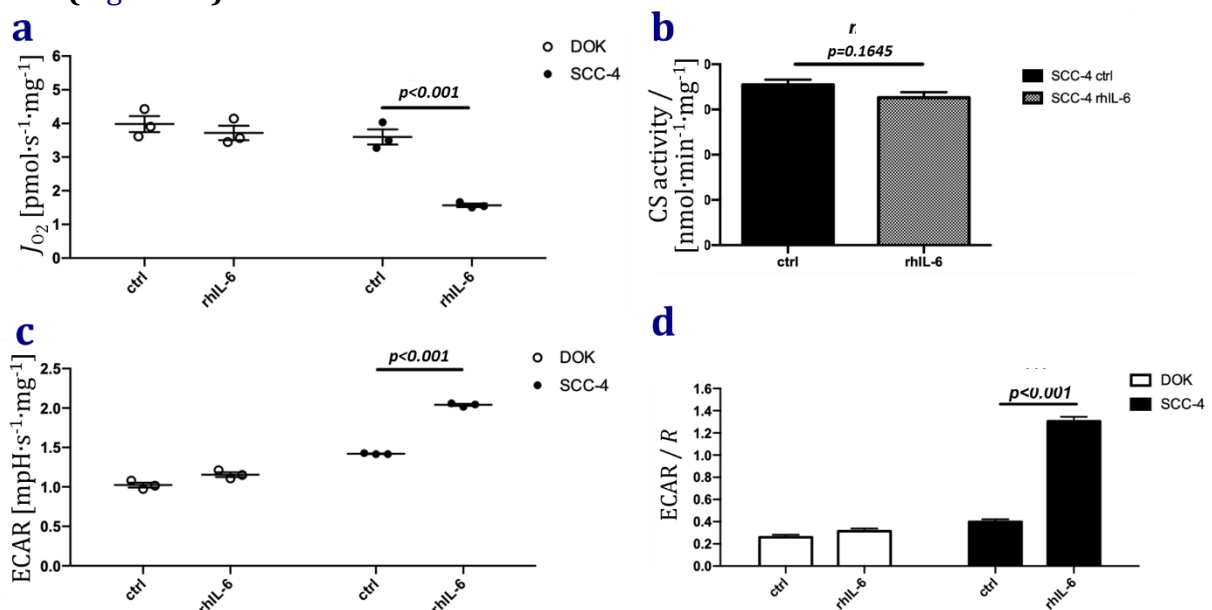 a
J_O2 [pmol·s⁻¹·mg⁻¹]
6
5
4
3
2
1
0
p<0.001
ctrl
rhIL-6
ctrl
rhIL-6
DOK
SCC-4
b
p=0.1645
CS activity /
[nmol·min⁻¹·mg⁻¹]
ctrl
rhIL-6
SCC-4 ctrl
SCC-4 rhIL-6
c
ECAR [mpH·s⁻¹·mg⁻¹]
2.5
2.0
1.5
1.0
0.5
0.0
p<0.001
ctrl
rhIL-6
ctrl
rhIL-6
DOK
SCC-4
d
ECAR / R
1.6
1.4
1.2
1.0
0.8
0.6
0.4
0.2
0.0
p<0.001
ctrl
rhIL-6
ctrl
rhIL-6
DOK
SCC-4